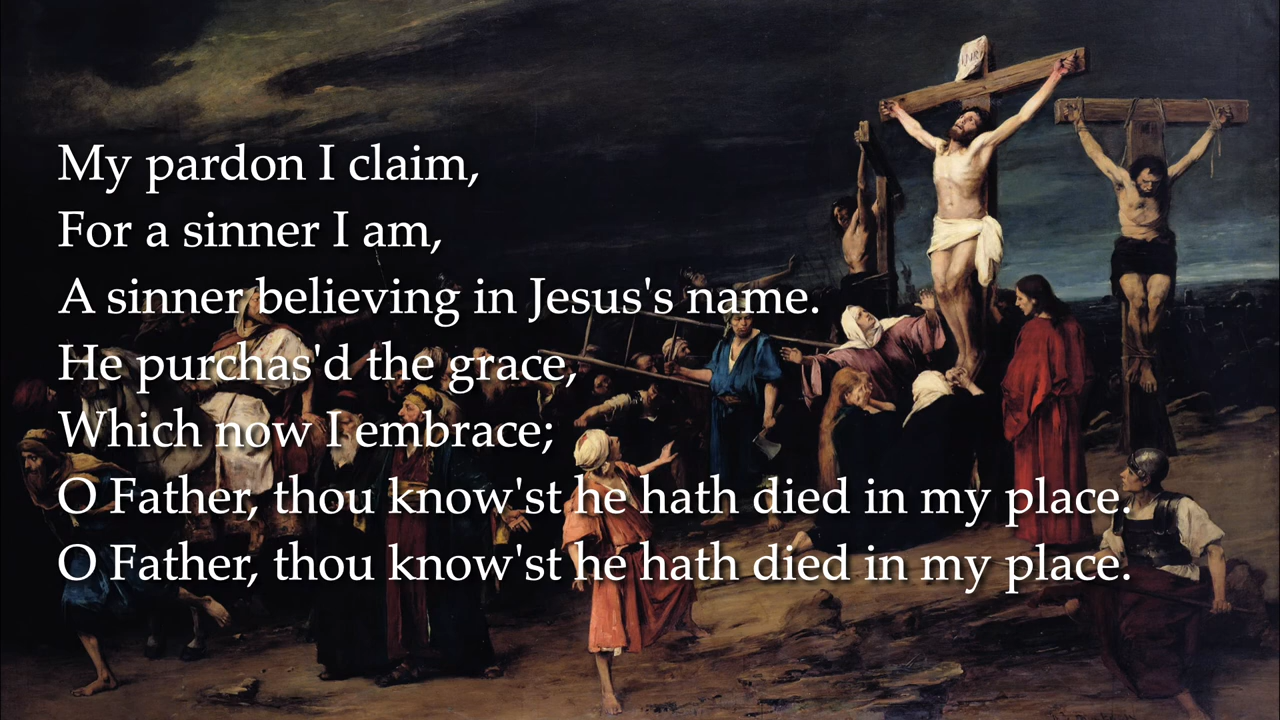 INRI
My pardon I claim,
For a sinner I am,
A sinner believing in Jesus's name.
He purchas'd the grace,
Which now I embrace;
O Father, thou know'st he hath died in my place.
O Father, thou know'st he hath died in my place.